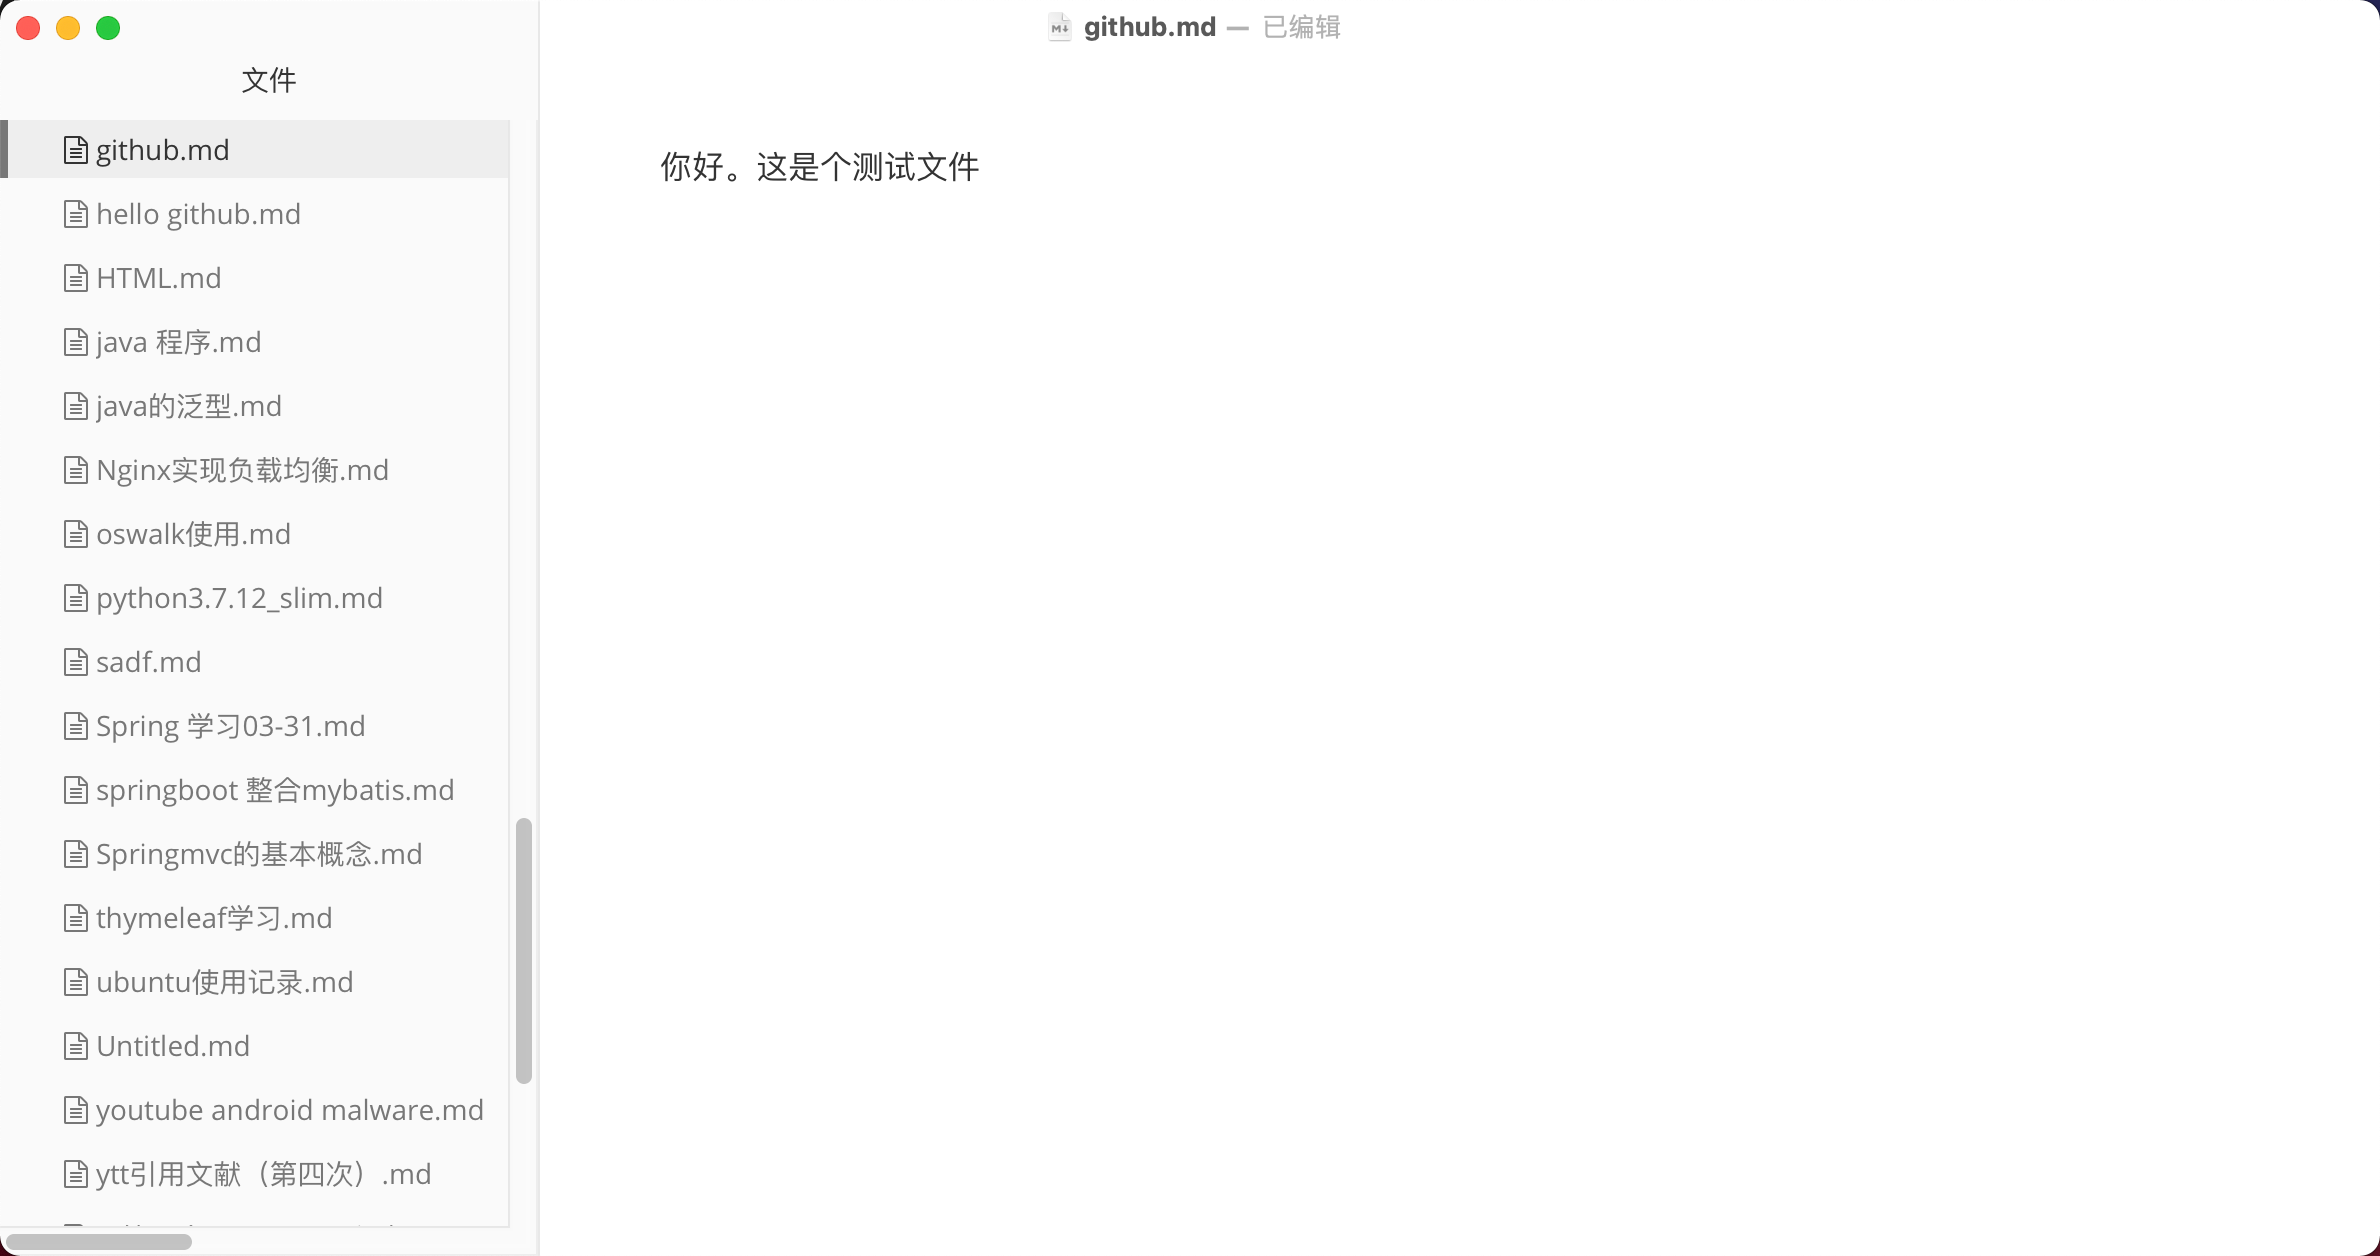 github.md — 已编辑
文件
github.md
hello github.md
HTML.md
java 程序.md
java的泛型.md
Nginx实现负载均衡.md
oswalk使用.md
python3.7.12_slim.md
sadf.md
Spring 学习03-31.md
springboot 整合mybatis.md
Springmvc的基本概念.md
thymeleaf学习.md
ubuntu使用记录.md
Untitled.md
youtube android malware.md
ytt引用文献（第四次）.md
你好。这是个测试文件